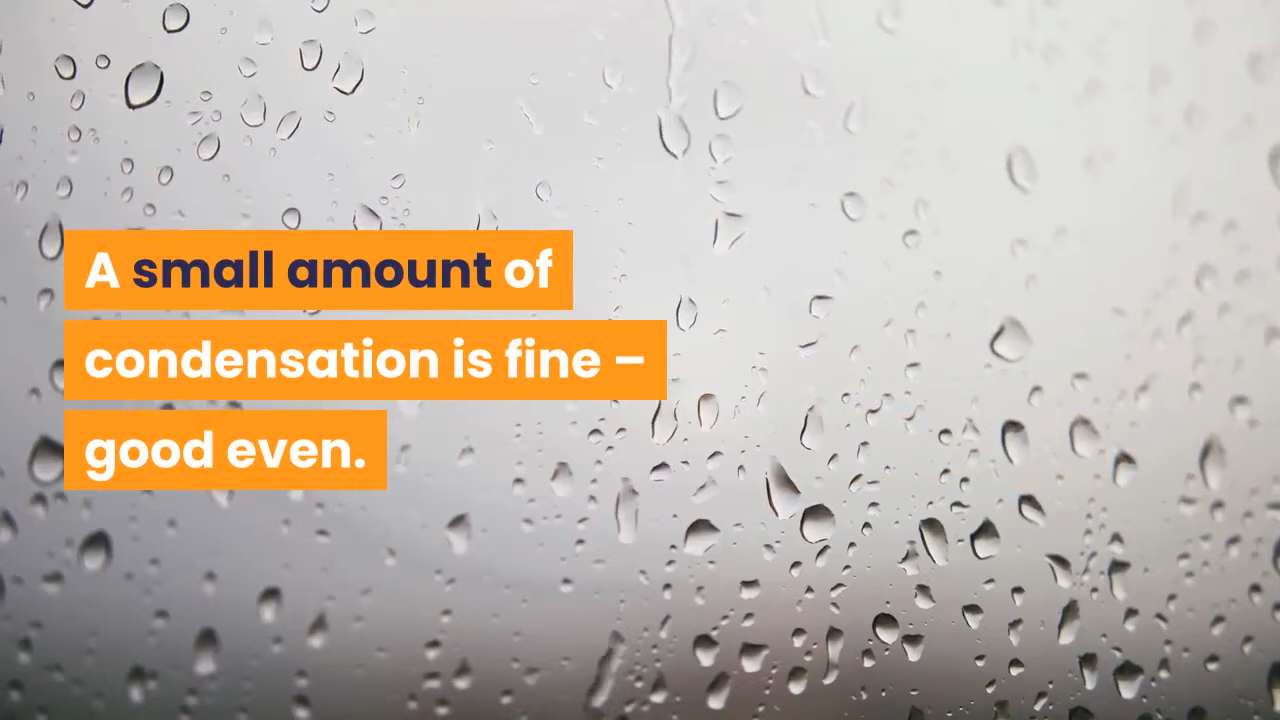 A small amount of
condensation is fine –
good even.